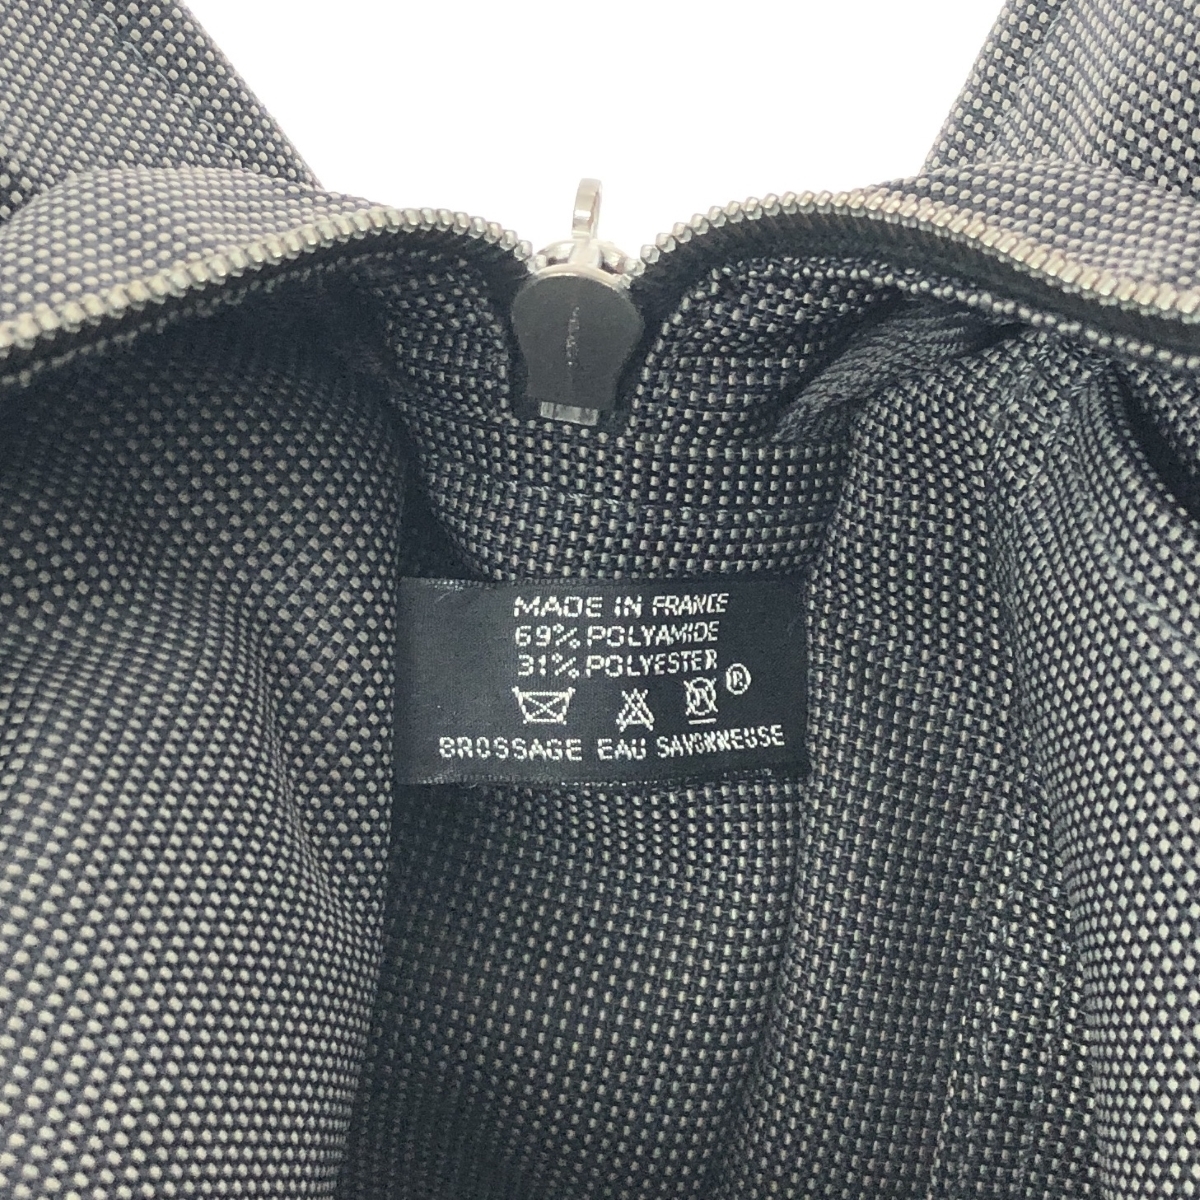 MADE IN FRANCE
69% POLYAMIDE
31% POLYESTER
®
BROSSAGE EAU SAVONNEUSE